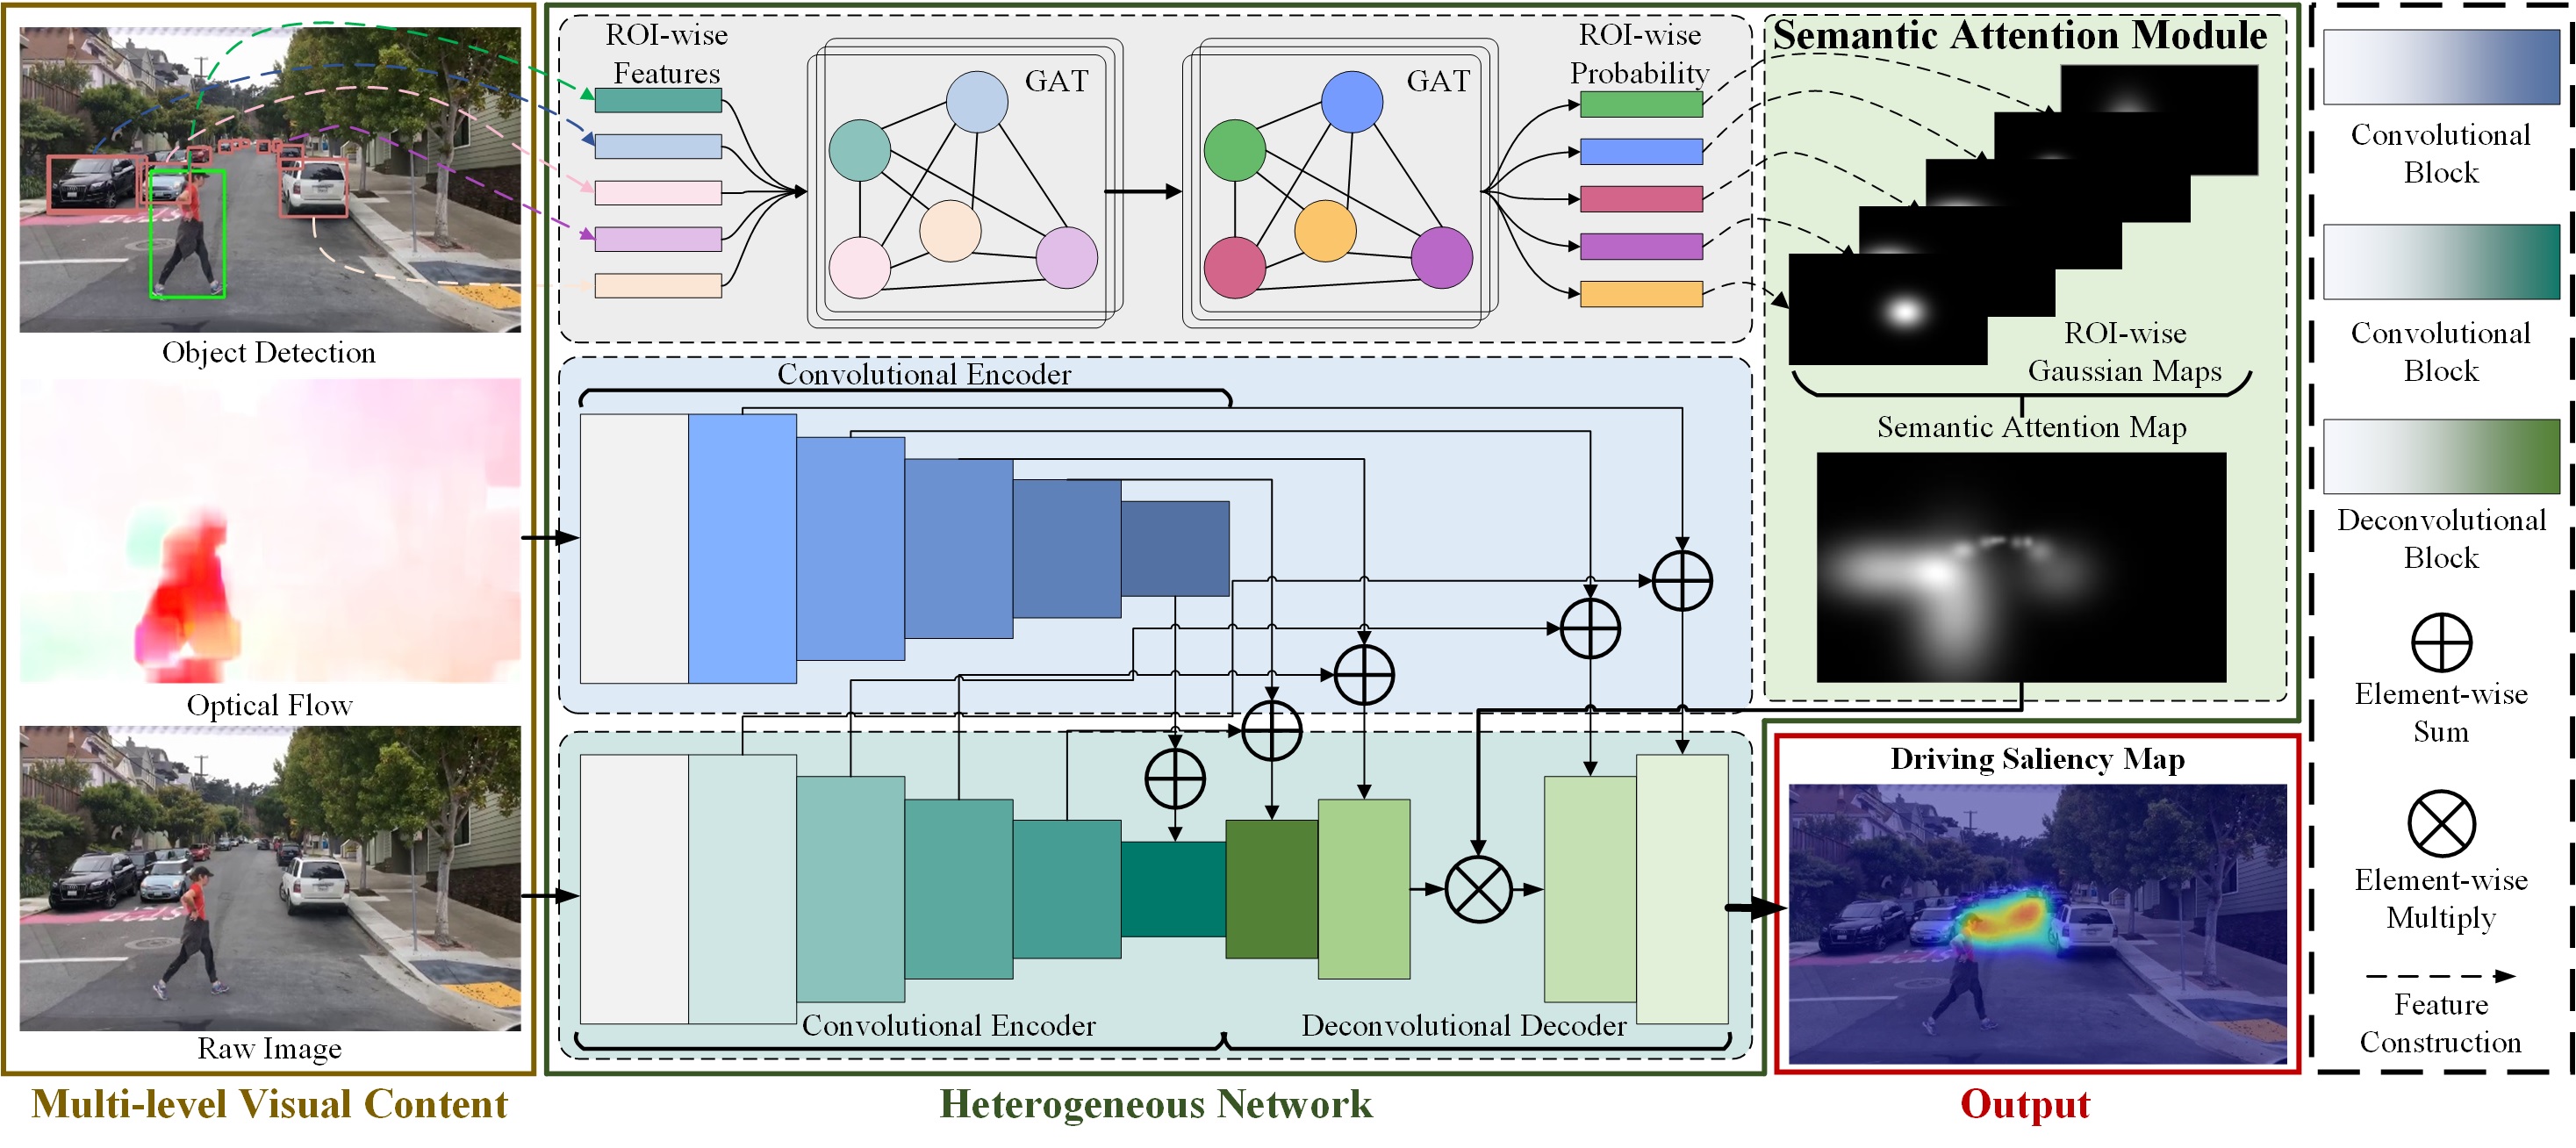 Object Detection
Optical Flow
Raw Image
Multi-level Visual Content
ROI-wise
Features
GAT
GAT
ROI-wise
Probability
Convolutional Encoder
Convolutional Encoder
Deconvolutional Decoder
Heterogeneous Network
Semantic Attention Module
ROI-wise
Gaussian Maps
Semantic Attention Map
Driving Saliency Map
Output
Convolutional
Block
Convolutional
Block
Deconvolutional
Block
Element-wise
Sum
Element-wise
Multiply
Feature
Construction